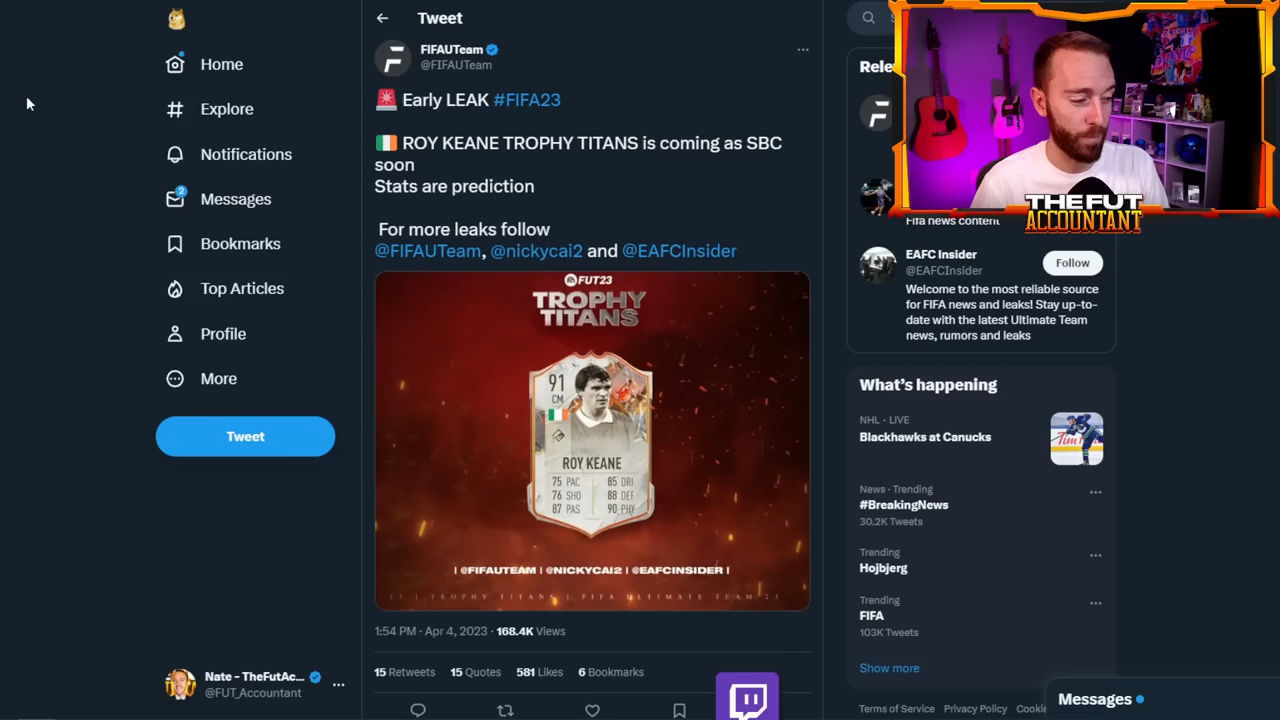 Home
Explore
Notifications
Messages
2
Bookmarks
Top Articles
Profile
More
Tweet
Nate - TheFutAc...
@FUT_Accountant
Tweet
FIFAUTeam
@FIFAUTeam
Early LEAK #FIFA23
ROY KEANE TROPHY TITANS is coming as SBC
soon
Stats are prediction
For more leaks follow
@FIFAUTeam, @nickycai2 and @EAFCInsider
FUT23
TROPHY
TITANS
91
CM
ROY KEANE
75 PAC 85 DRI
76 SHO 88 DEF
87 PAS 90 PHY
| @FIFAUTEAM | @NICKYCAI2 | @EAFCINSIDER |
| TROPHY TITANS | FIFA ULTIMATE TEAM 23
1:54 PM · Apr 4, 2023 · 168.4K Views
15 Retweets 15 Quotes 581 Likes 6 Bookmarks
THE FUT
ACCOUNTANT
Fifa news content
EAFC Insider
@EAFCInsider
Follow
Welcome to the most reliable
source for FIFA news and leaks! Stay up-to-
date with the latest Ultimate Team
news, rumors and leaks
What's happening
NHL · LIVE
Blackhawks at Canucks
News · Trending
#BreakingNews
30.2K Tweets
Trending
Hojbjerg
Trending
FIFA
103K Tweets
Show more
Terms of Service Privacy Policy
Messages